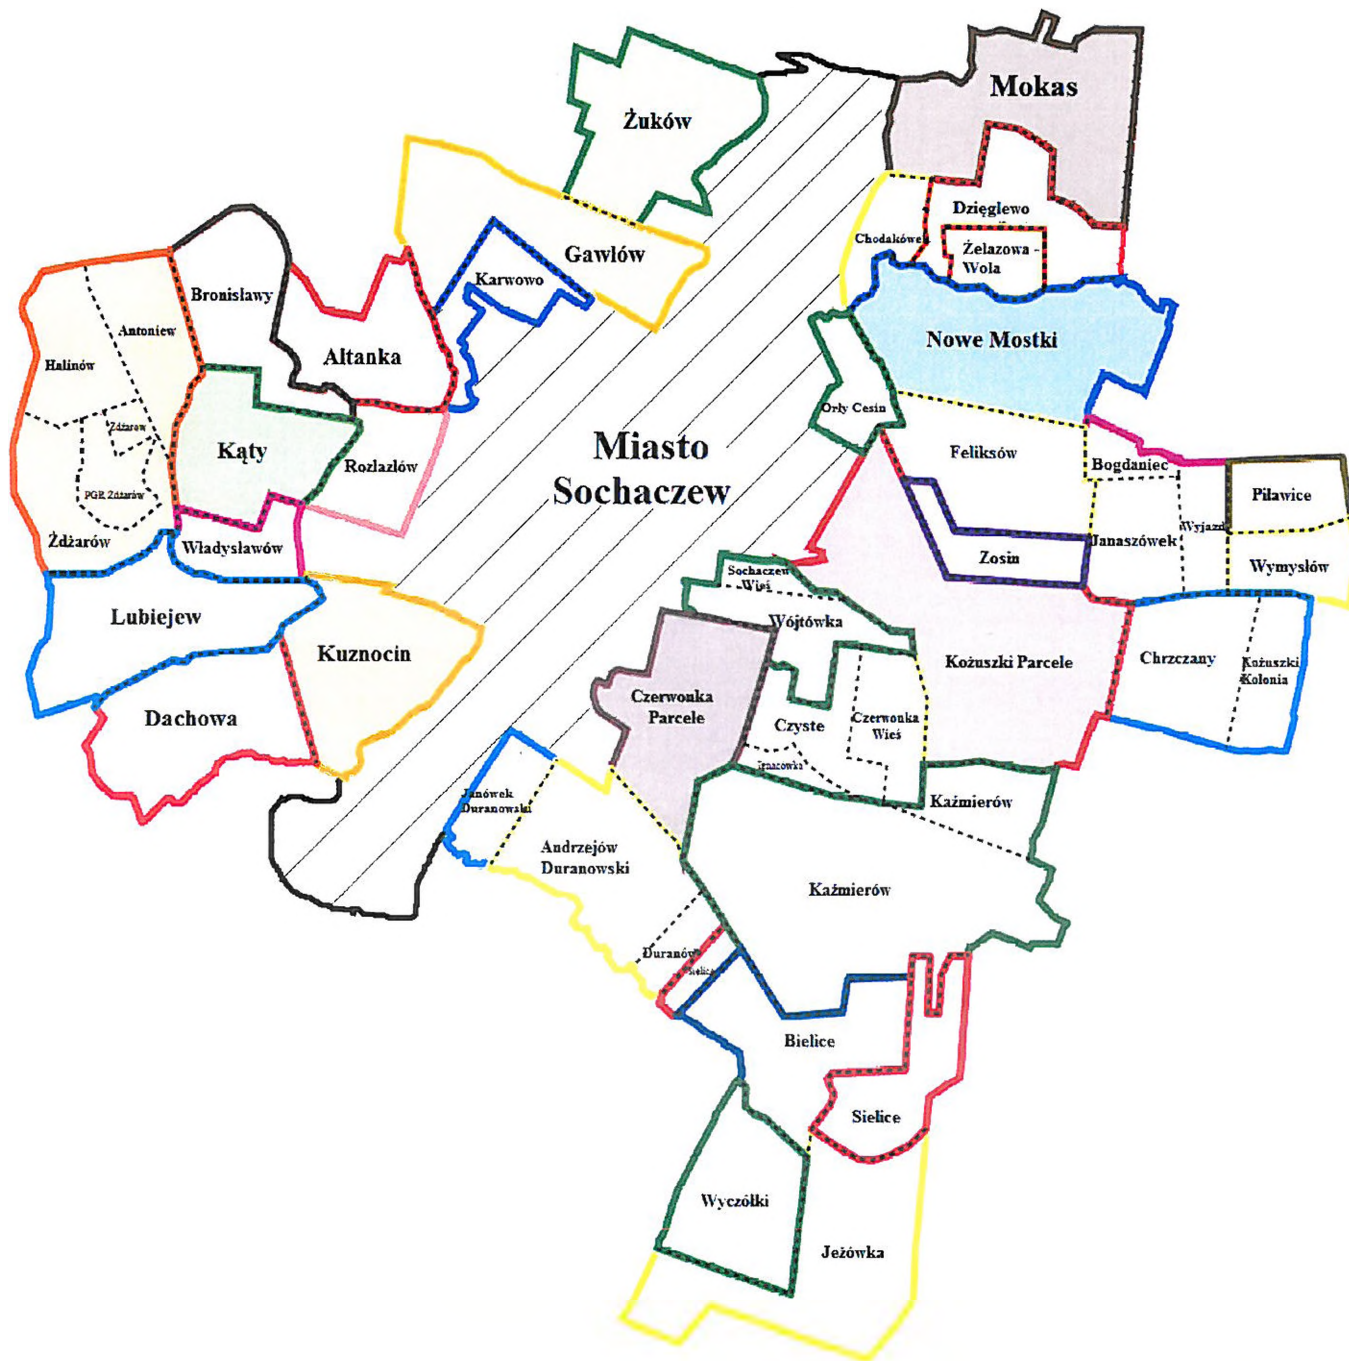 Mokas
Żuków
Dzięglewo
Chodakówek
Żelazowa -
Wola
Gawłów
Karwowo
Bronisławy
Antoniew
Altanka
Halinów
Nowe Mostki
Orły Cesin
Zdżarów
Kąty
Rozlazłów
Miasto
Sochaczew
Feliksów
Bogdaniec
Piławice
PGR Żdżarów
Wyjazd
Żdżarów
Władysławów
Janaszówek
Zosin
Wymysłów
Sochaczew
Wieś
Lubiejew
Wójtówka
Kuznocin
Kożuszki Parcele
Chrzczany
Kożuszki
Kolonia
Czerwonka
Parcele
Dachowa
Czyste
Czerwonka
Wieś
Janówek
Duranowski
Kaźmierów
Andrzejów
Duranowski
Kaźmierów
Duranów
Sielice
Bielice
Sielice
Wyczółki
Jeżówka